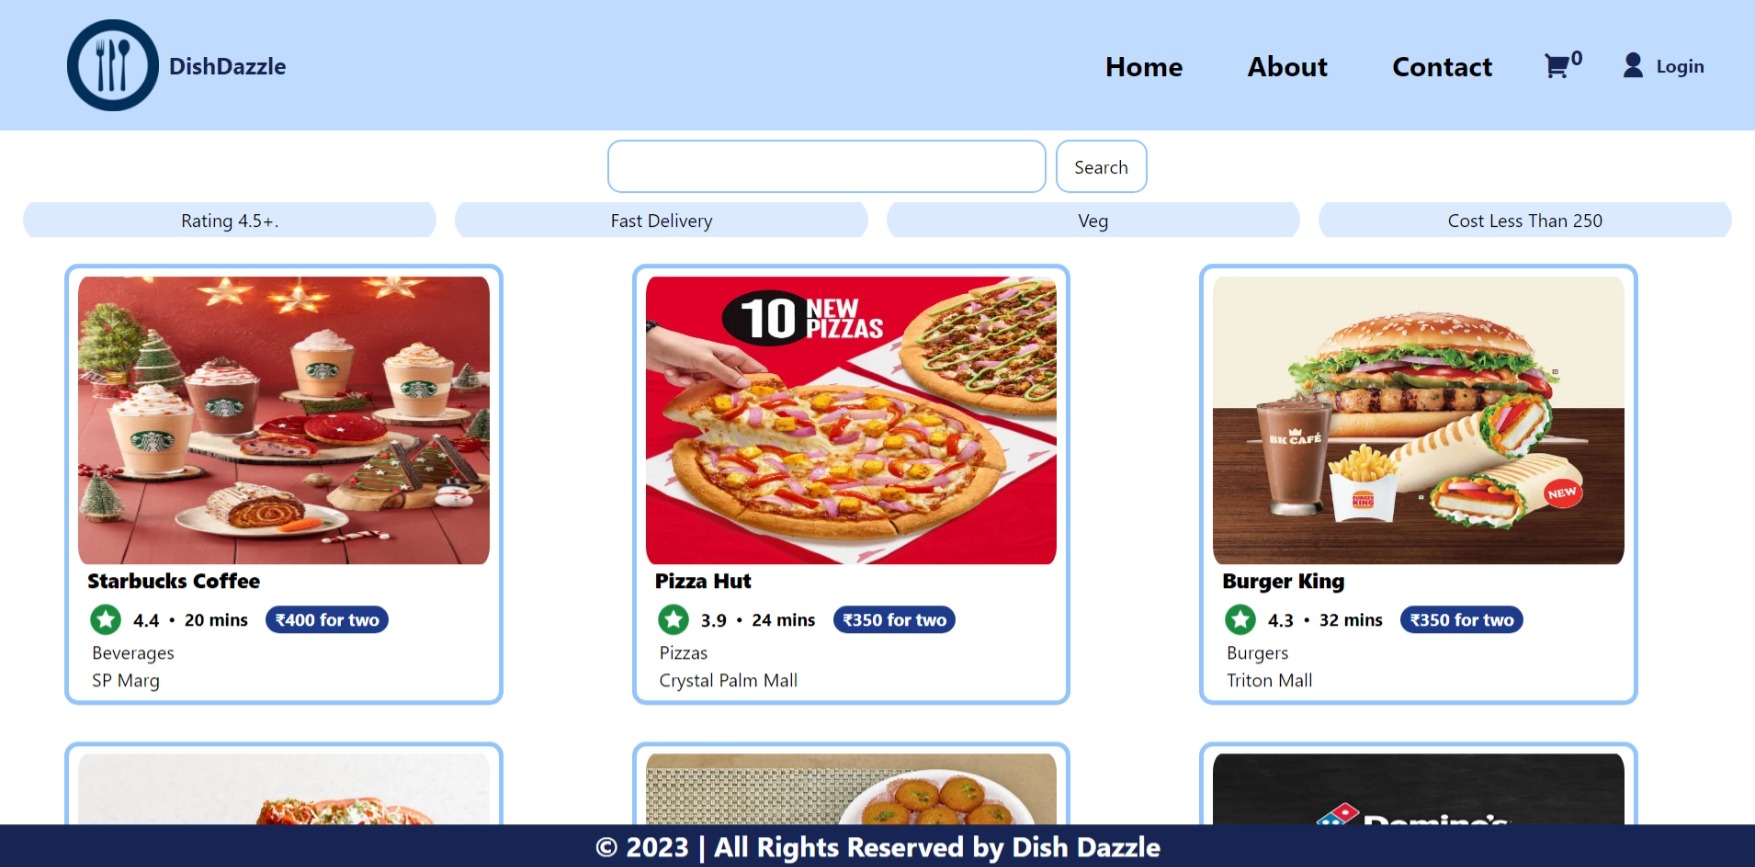 DishDazzle
Home About Contact 0 Login
Search
Rating 4.5+. Fast Delivery Veg Cost Less Than 250
10 NEW PIZZAS
BK CAFÉ
BURGER KING
NEW
Starbucks Coffee
4.4 • 20 mins ₹400 for two
Beverages
SP Marg
Pizza Hut
3.9 • 24 mins ₹350 for two
Pizzas
Crystal Palm Mall
Burger King
4.3 • 32 mins ₹350 for two
Burgers
Triton Mall
Domino's
© 2023 | All Rights Reserved by Dish Dazzle